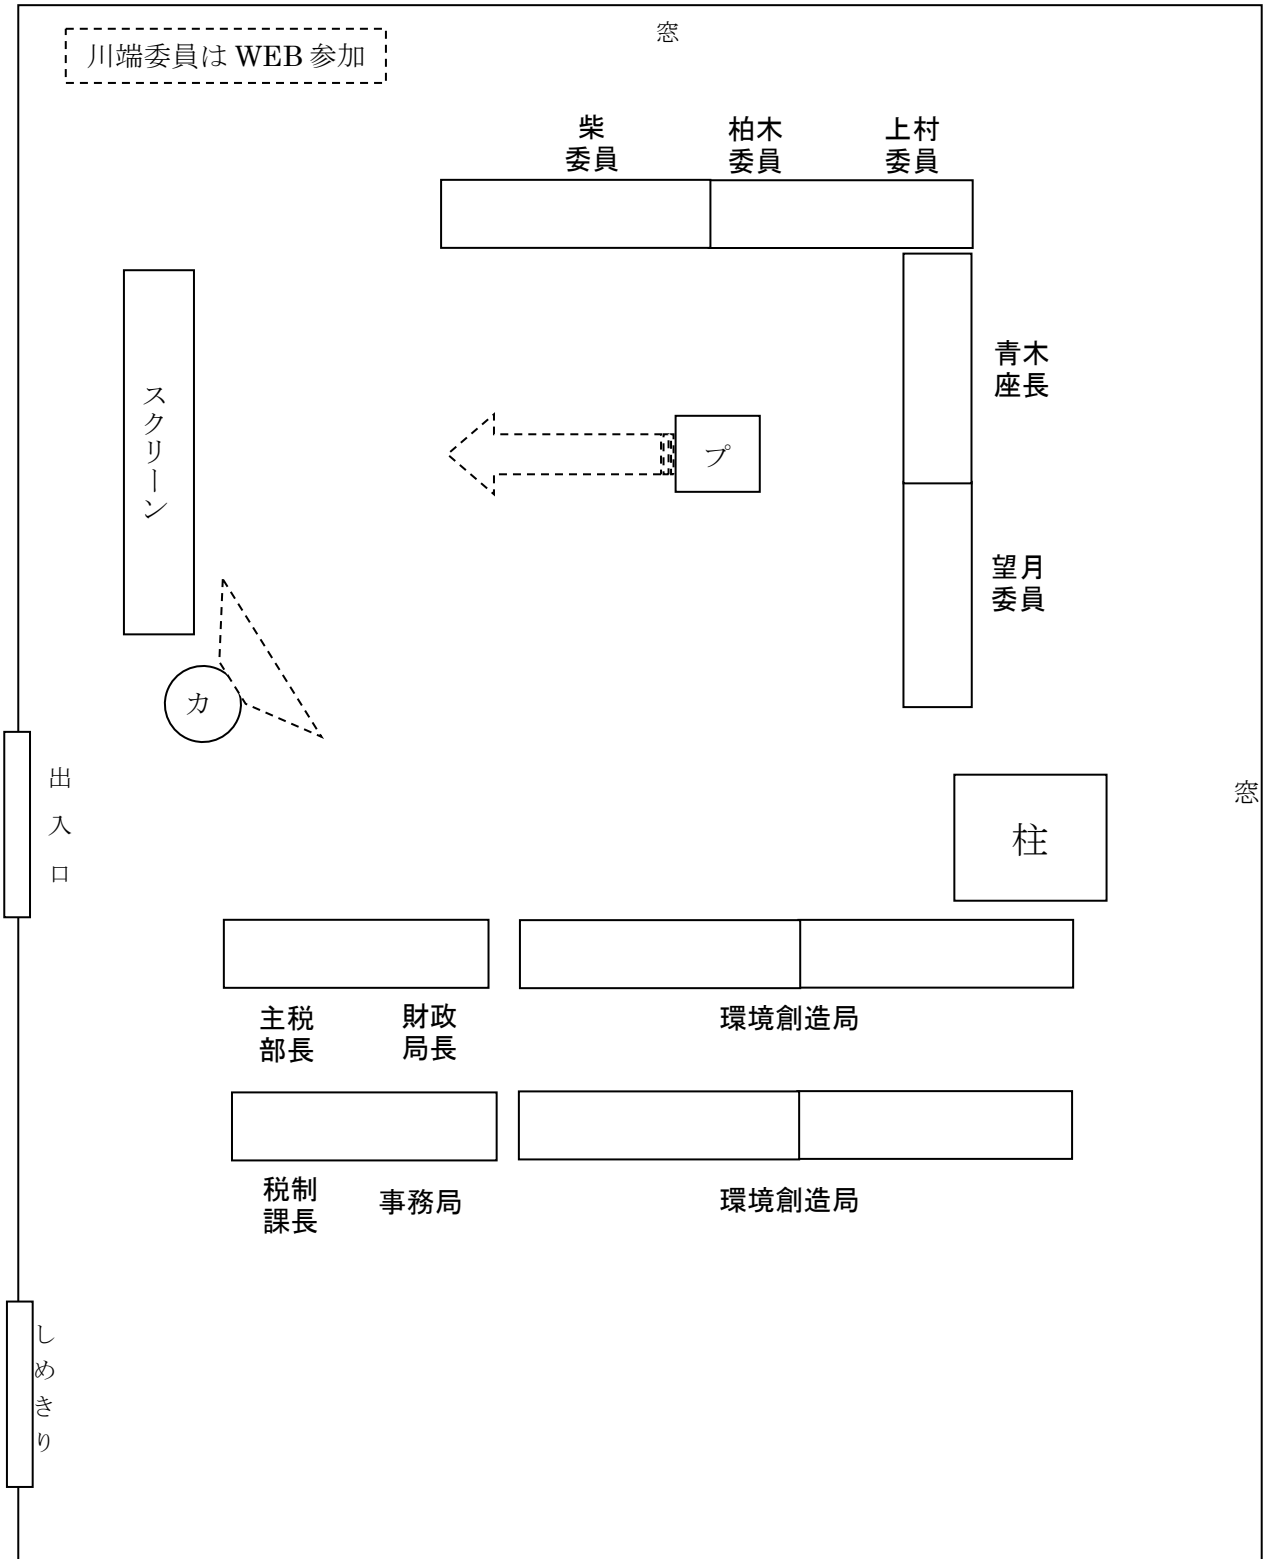 窓
川端委員は WEB 参加
柴
委員
柏木
委員
上村
委員
青木
座長
スクリーン
プ
望月
委員
カ
出入口
窓
柱
主税
部長
財政
局長
環境創造局
税制
課長
事務局
環境創造局
しめきり